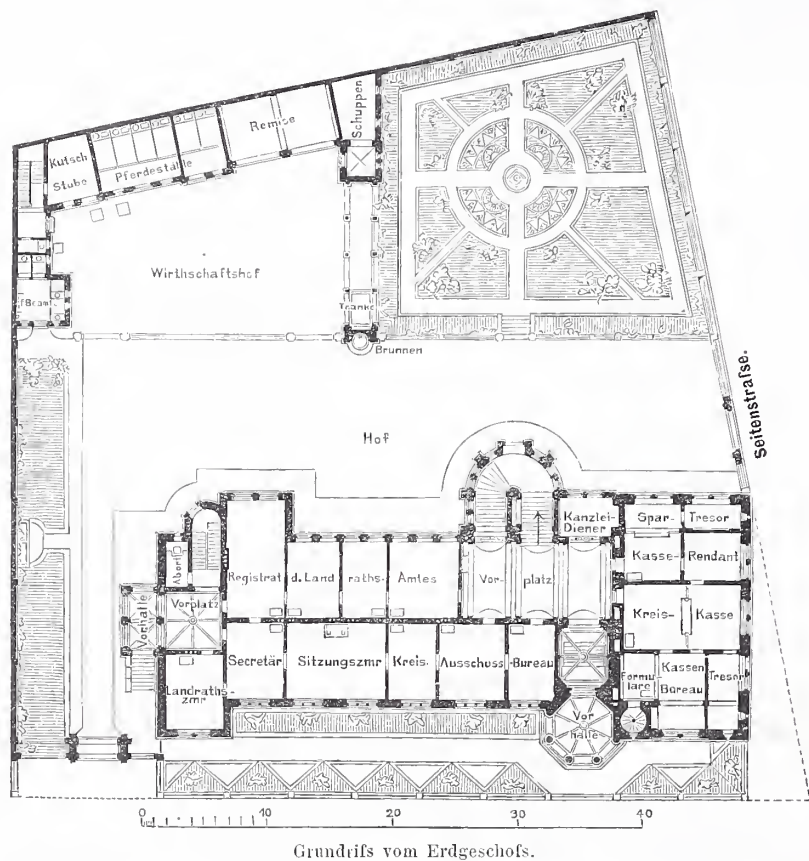 Schuppen
Remise
Kutsch
Stube
Pferdeställe
Wirthschaftshof
Tränke
Brunnen
Seitenstraſse.
Hof
Kanzlei-
Diener
Spar-
Tresor
Abort
Registrat
d. Land
raths-
Amtes
Vor-
platz
Kasse-
Rendant
Vorhalle
Vorplatz
Kreis-
Kasse
Secretär
Sitzungszmr
Kreis.
Ausschuss
Bureau
Landraths-
zmr
Formu-
lare
Kassen
Bureau
Tresor
Vor
halle
0 10 20 30 40
Grundriſs vom Erdgeschoſs.